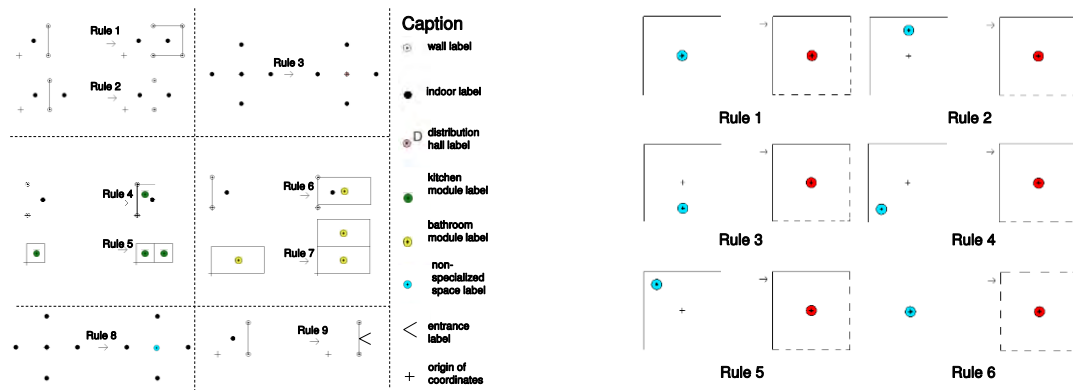 Rule 1
Rule 2
Rule 3
Rule 4
Rule 5
Rule 6
Rule 7
Rule 8
Rule 9
Caption
wall label
indoor label
D
distribution
hall label
kitchen
module label
bathroom
module label
non-
specialized
space label
entrance
label
origin of
coordinates
Rule 1
Rule 2
Rule 3
Rule 4
Rule 5
Rule 6